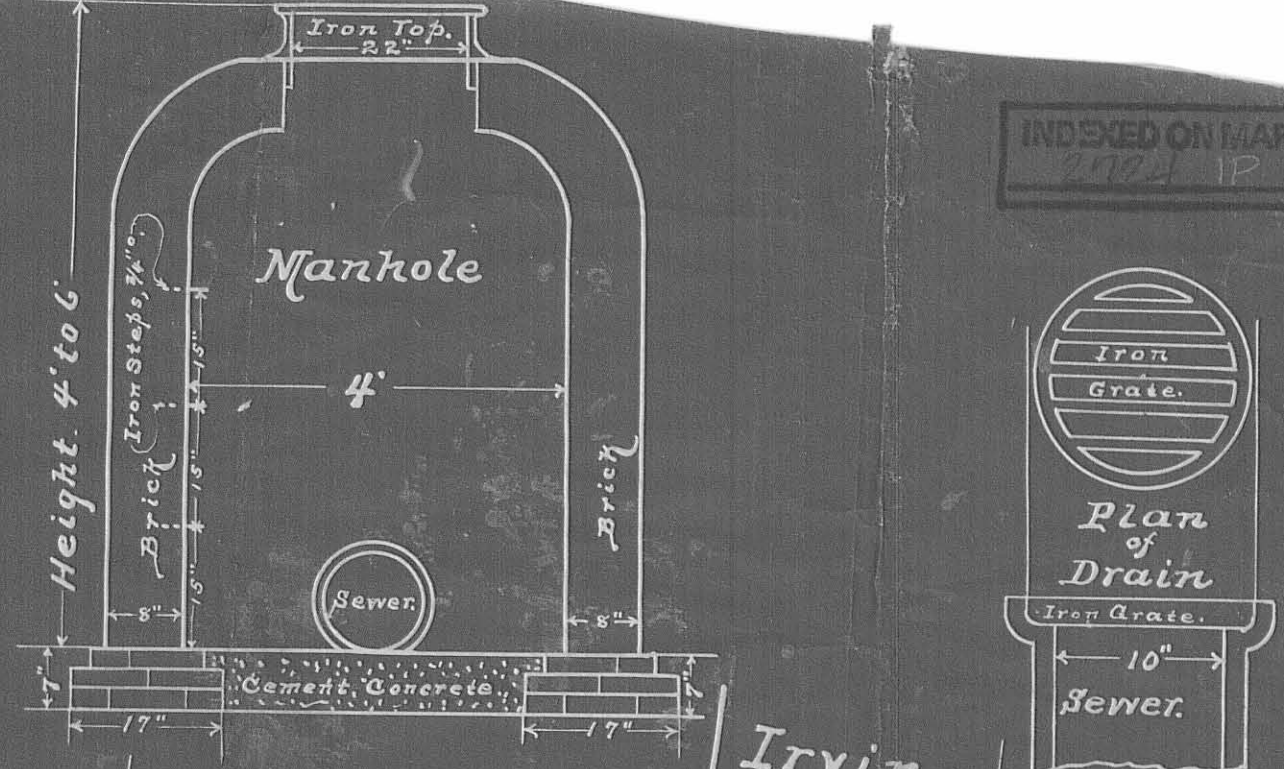 Iron Top.
22"
INDEXED ON MAP
2724 IP
Height. 4' to 6'
Iron Steps, 3/4"°.
Manhole
15"
4'
15"
15"
Brick
Brick
8"
8"
Sewer.
7"
Cement Concrete
7"
17"
17"
Iron
Grate.
Plan
of
Drain
Iron Grate.
10"
Sewer.